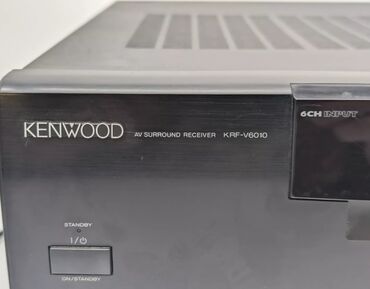 6CH INPUT
KENWOOD AV SURROUND RECEIVER KRF-V6010
STANDBY
I/⏻
ON/STANDBY